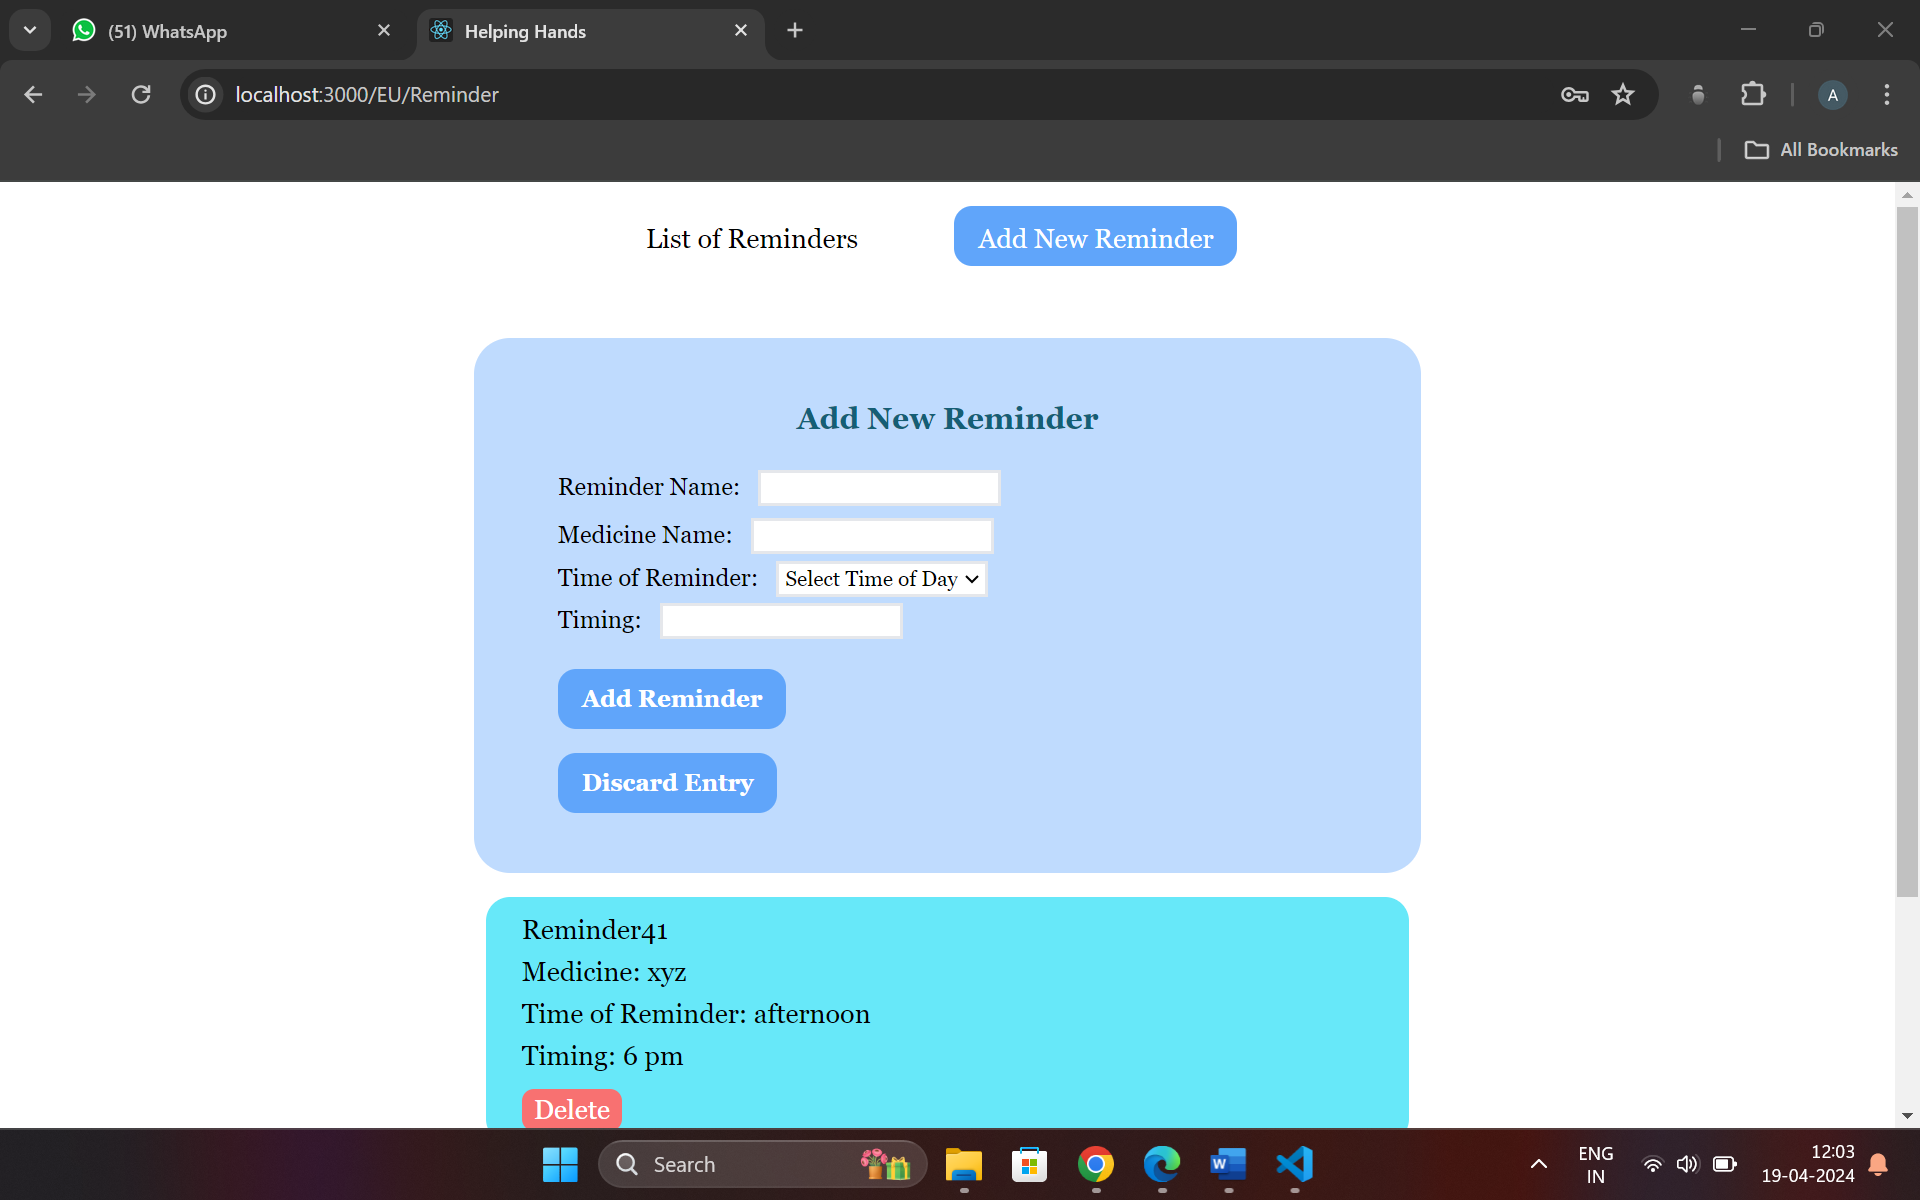 (51) WhatsApp
Helping Hands
localhost:3000/EU/Reminder
A
All Bookmarks
List of Reminders
Add New Reminder
Add New Reminder
Reminder Name:
Medicine Name:
Time of Reminder: Select Time of Day
Timing:
Add Reminder
Discard Entry
Reminder41
Medicine: xyz
Time of Reminder: afternoon
Timing: 6 pm
Delete
Search
W
ENG
IN
12:03
19-04-2024